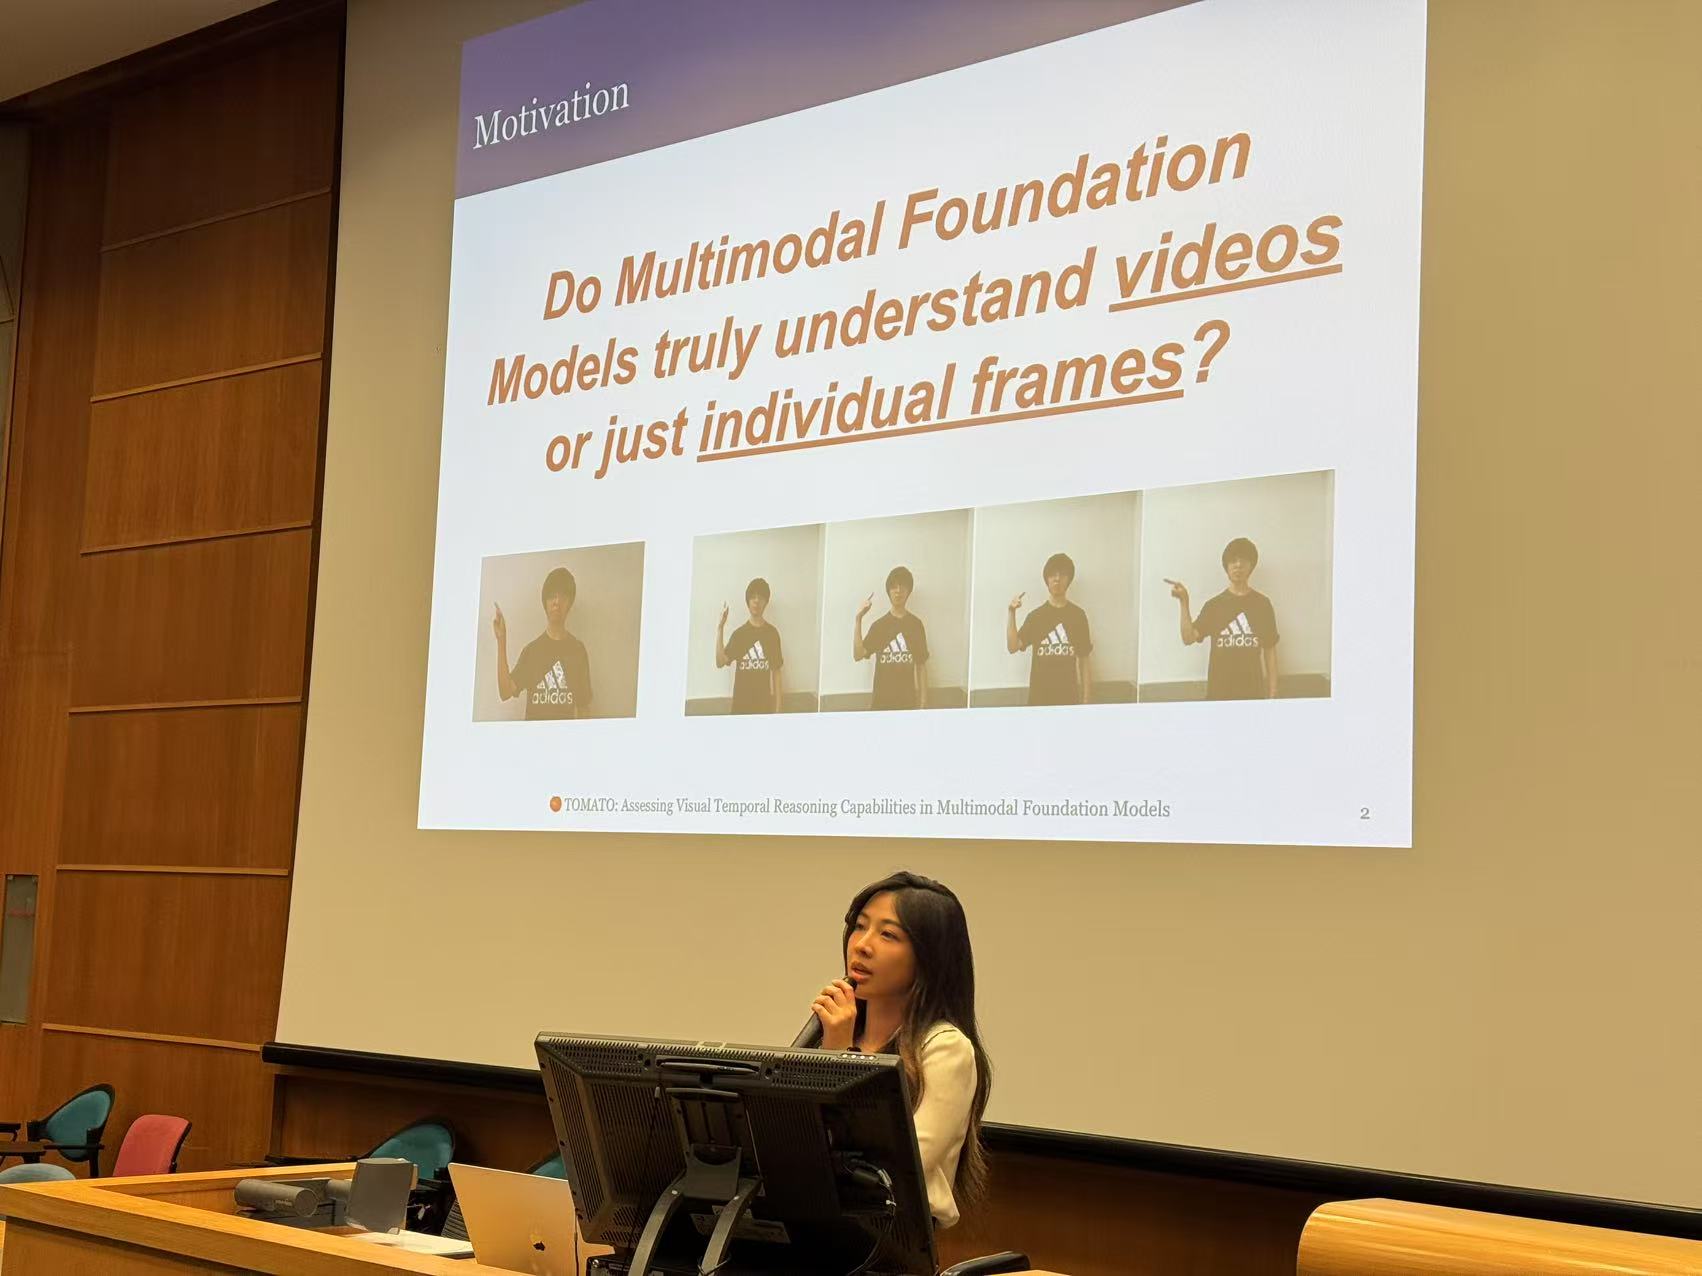 Motivation
Do Multimodal Foundation
Models truly understand videos
or just individual frames?
adidas
adidas
adidas
adidas
adidas
TOMATO: Assessing Visual Temporal Reasoning Capabilities in Multimodal Foundation Models
2